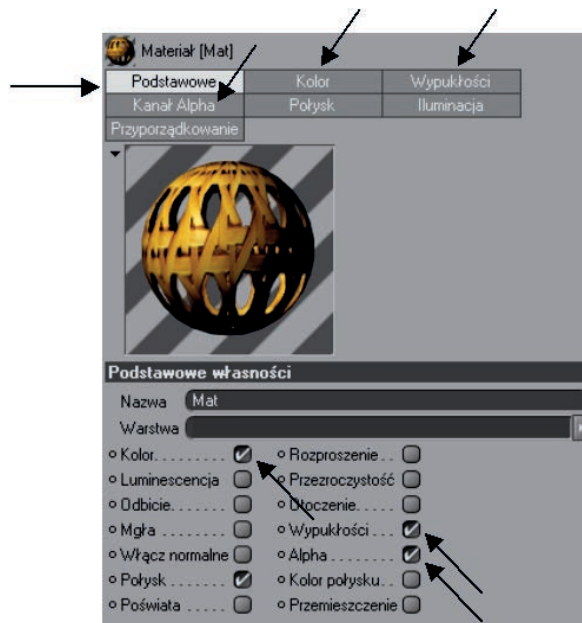 Materiał [Mat]
Podstawowe Kolor Wypukłości
Kanał Alpha Połysk Iluminacja
Przyporządkowanie
Podstawowe własności
Nazwa Mat
Warstwa
Kolor......... Rozproszenie..
Luminescencja Przezroczystość
Odbicie....... Otoczenie.....
Mgła ........ Wypukłości ...
Włącz normalne Alpha ........
Połysk ....... Kolor połysku..
Poświata ..... Przemieszczenie